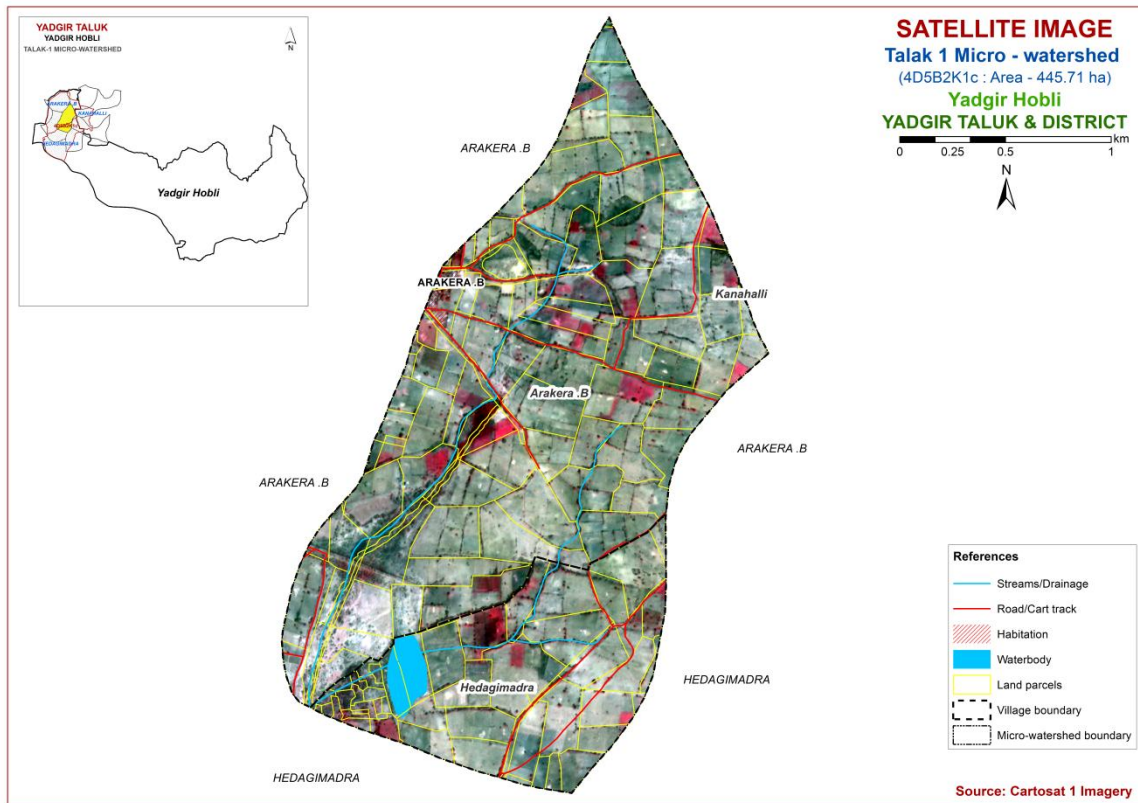 YADGIR TALUK
YADGIR HOBLI
TALAK-1 MICRO-WATERSHED
N
ARAKERA .B
KANAHALLI
HEDAGIMADRA
Yadgir Hobli
SATELLITE IMAGE
Talak 1 Micro - watershed
(4D5B2K1c : Area - 445.71 ha)
Yadgir Hobli
YADGIR TALUK & DISTRICT
km
0 0.25 0.5 1
N
ARAKERA .B
ARAKERA .B
Kanahalli
Arakera .B
ARAKERA .B
ARAKERA .B
Hedagimadra
HEDAGIMADRA
HEDAGIMADRA
References
Streams/Drainage
Road/Cart track
Habitation
Waterbody
Land parcels
Village boundary
Micro-watershed boundary
Source: Cartosat 1 Imagery